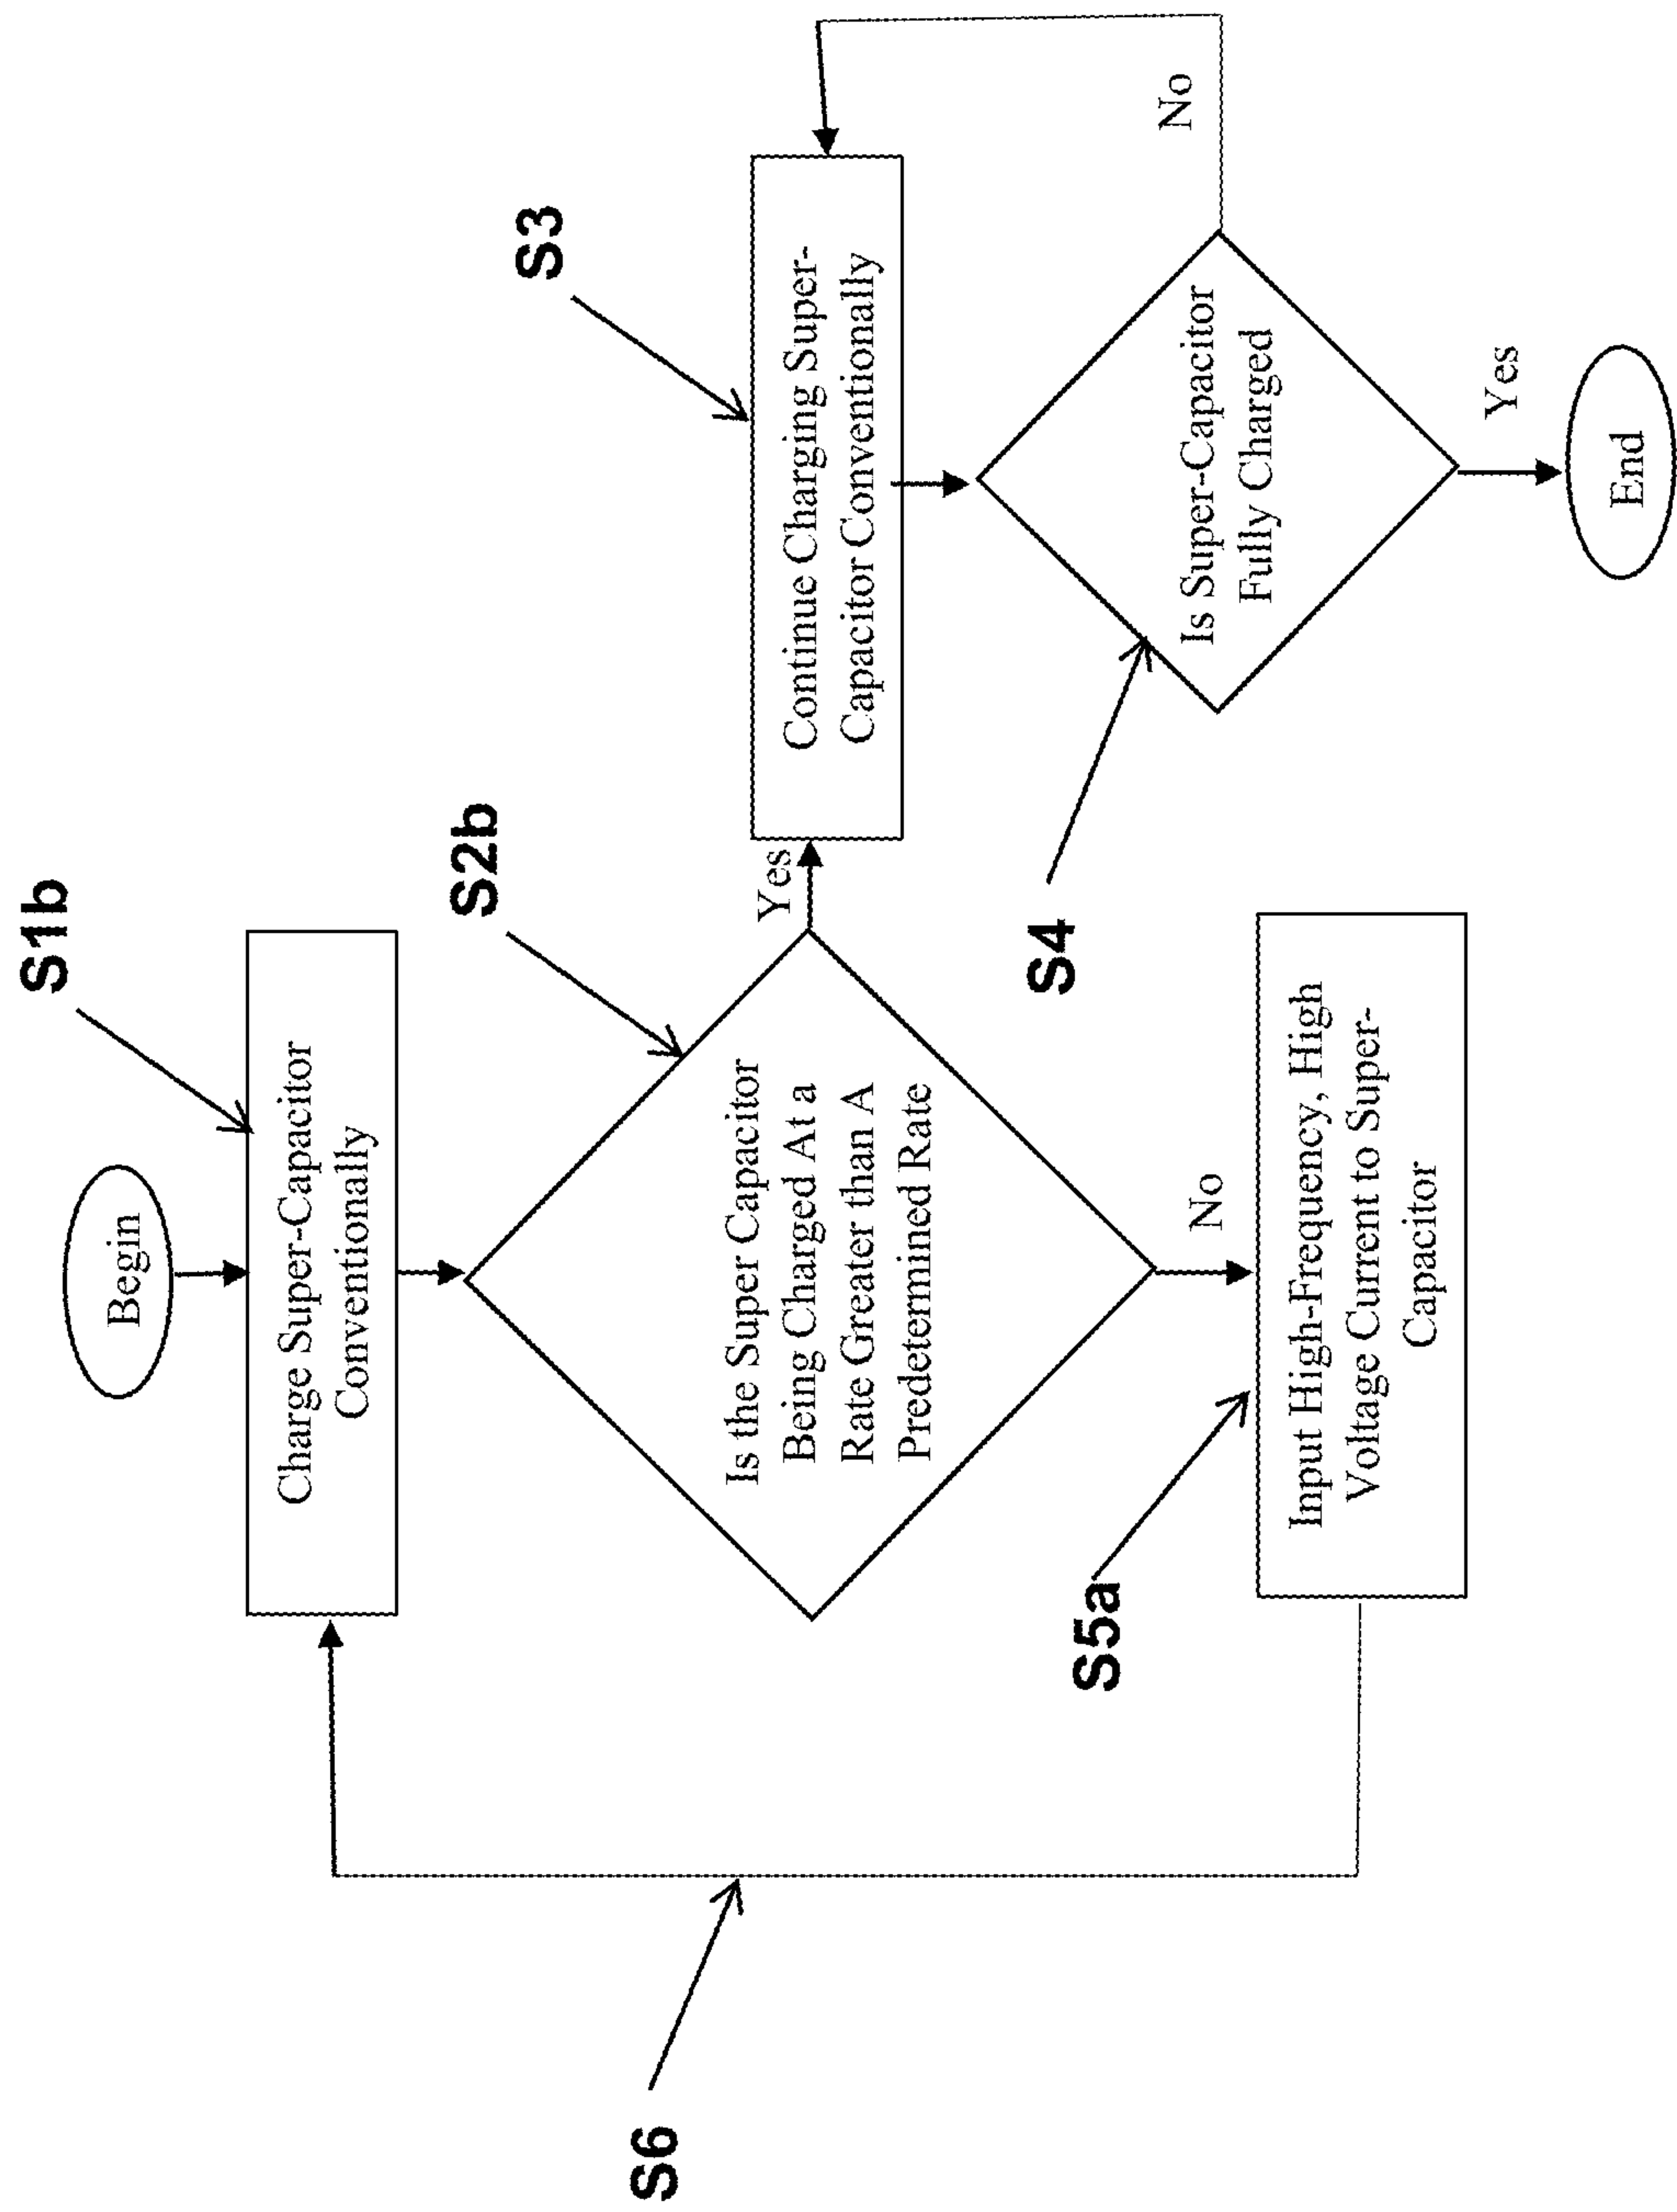 Begin
S1b
Charge Super-Capacitor
Conventionally
S2b
Is the Super Capacitor
Being Charged At a
Rate Greater than A
Predetermined Rate
Yes
S3
Continue Charging Super-
Capacitor Conventionally
S4
Is Super-Capacitor
Fully Charged
No
Yes
End
No
S5a
Input High-Frequency, High
Voltage Current to Super-
Capacitor
S6